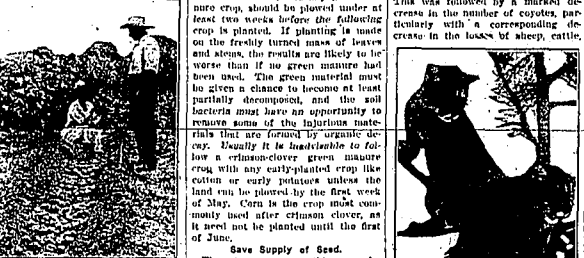 nure crop, should be plowed under at
least two weeks before the following
crop is planted. If planting is made
on the freshly turned mass of leaves
and stems, the results are likely to be
worse than if no green manure had
been used. The green material must
be given a chance to become at least
partially decomposed, and the soil
bacteria must have an opportunity to
remove some of the injurious mate-
rials that are formed by organic de-
cay. Usually it is inadvisable to fol-
low a crimson-clover green manure
crop with any early-planted crop like
cotton or early potatoes unless the
land can be plowed by the first week
of May. Corn is the crop most com-
monly used after crimson clover, as
it need not be planted until the first
of June.
Save Supply of Seed.
This was followed by a marked de-
crease in the number of coyotes, par-
ticularly with a corresponding de-
crease in the losses of sheep, cattle,